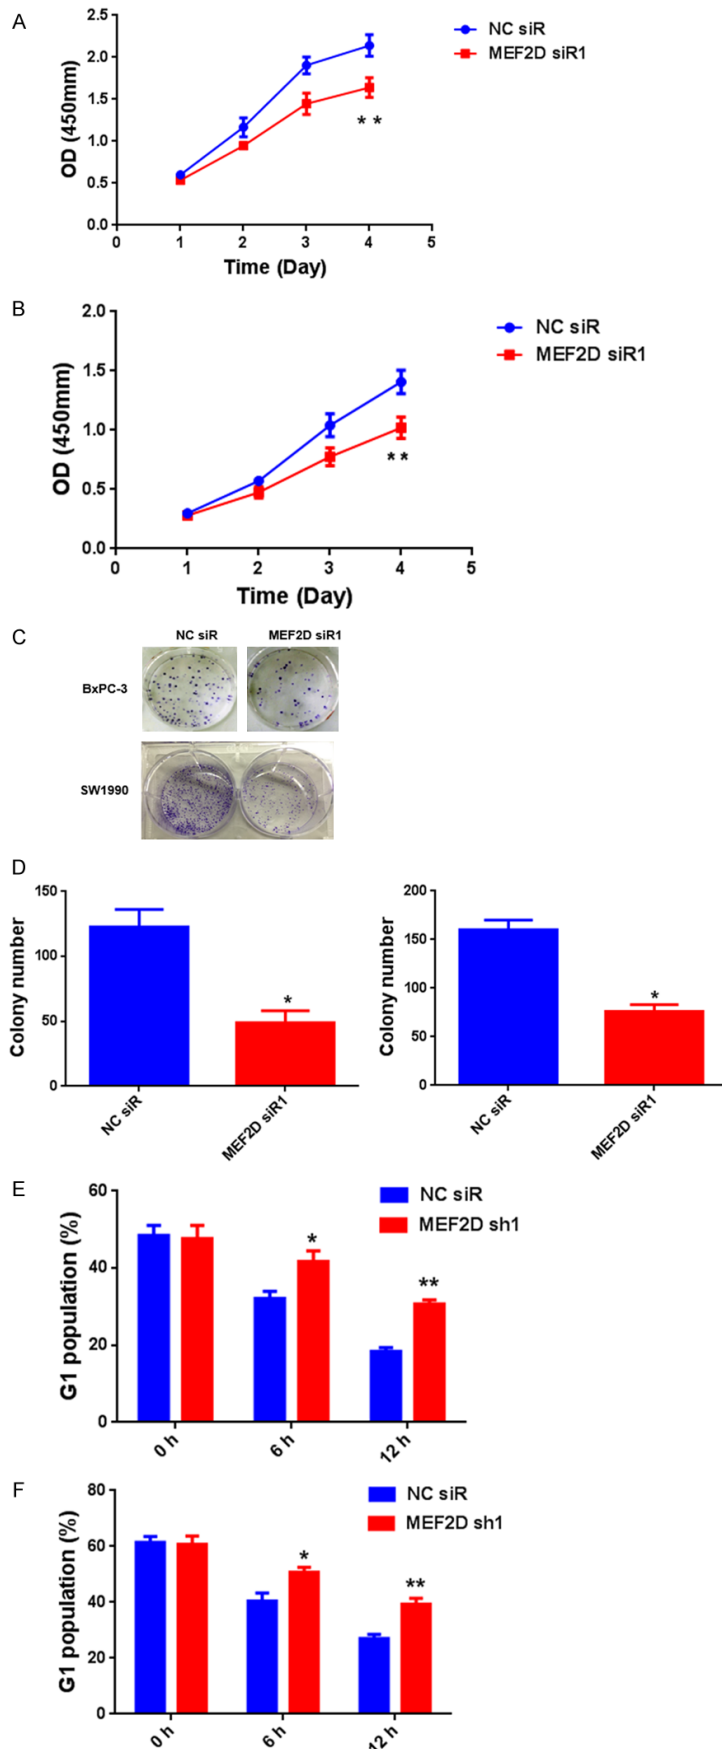 A
2.5
2.0
1.5
1.0
0.5
0.0
OD (450mm)
0 1 2 3 4 5
Time (Day)
NC siR
MEF2D siR1
* *
B
2.0
1.5
1.0
0.5
0.0
OD (450mm)
0 1 2 3 4 5
Time (Day)
NC siR
MEF2D siR1
**
C
NC siR MEF2D siR1
BxPC-3
SW1990
D
150
100
50
0
Colony number
*
NC siR
MEF2D siR1
200
150
100
50
0
Colony number
*
NC siR
MEF2D siR1
E
60
40
20
0
G1 population (%)
NC siR
MEF2D sh1
*
**
0 h
6 h
12 h
F
80
60
40
20
0
G1 population (%)
NC siR
MEF2D sh1
*
**
0 h
6 h
12 h